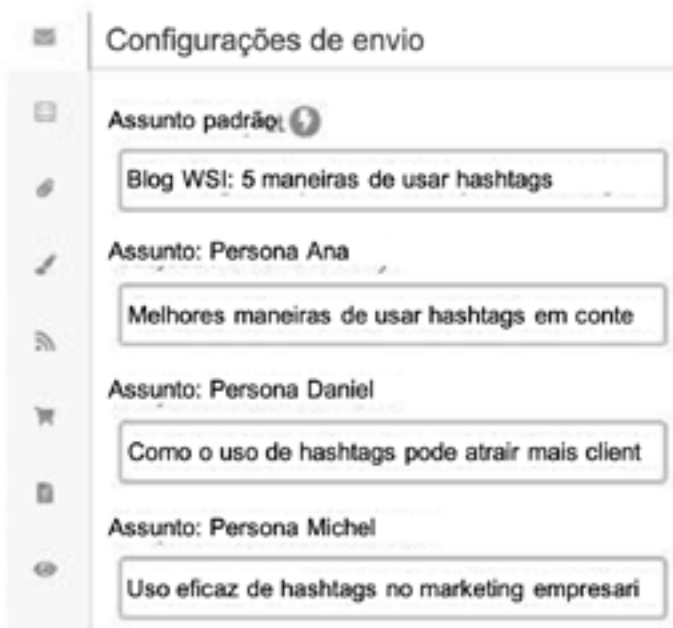 Configurações de envio
Assunto padrão:
Blog WSI: 5 maneiras de usar hashtags
Assunto: Persona Ana
Melhores maneiras de usar hashtags em conte
Assunto: Persona Daniel
Como o uso de hashtags pode atrair mais client
Assunto: Persona Michel
Uso eficaz de hashtags no marketing empresari